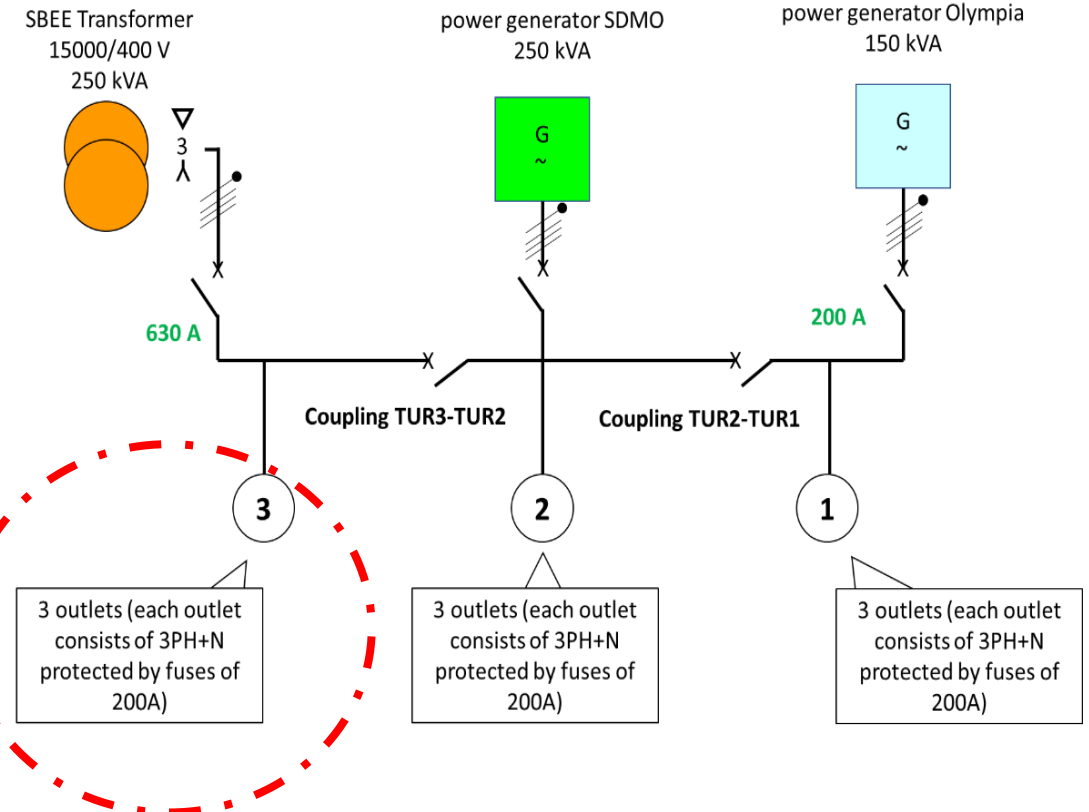 SBEE Transformer
15000/400 V
250 kVA
power generator SDMO
250 kVA
power generator Olympia
150 kVA
3
G
~
G
~
630 A
200 A
Coupling TUR3-TUR2
Coupling TUR2-TUR1
3
2
1
3 outlets (each outlet
consists of 3PH+N
protected by fuses of
200A)
3 outlets (each outlet
consists of 3PH+N
protected by fuses of
200A)
3 outlets (each outlet
consists of 3PH+N
protected by fuses of
200A)